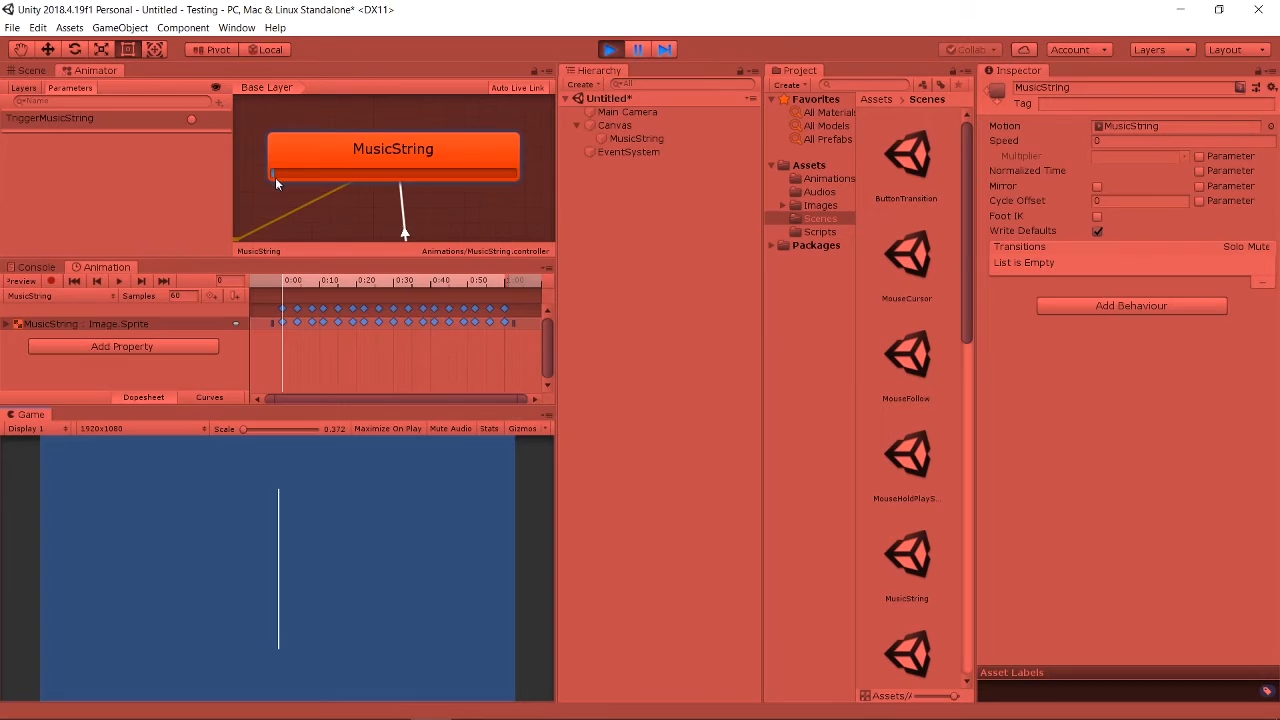 Unity 2018.4.19f1 Personal - Untitled - Testing - PC, Mac & Linux Standalone* <DX11>
File Edit Assets GameObject Component Window Help
Pivot Local Collab Account Layers Layout
Scene Animator
Layers Parameters Base Layer Auto Live Link
Name
TriggerMusicString
MusicString
MusicString Animations/MusicString.controller
Console Animation
Preview 0 0:00 0:10 0:20 0:30 0:40 0:50 1:00
MusicString Samples 60
MusicString : Image.Sprite
Add Property
Dopesheet Curves
Game
Display 1 1920x1080 Scale 0.372 Maximize On Play Mute Audio Stats Gizmos
Hierarchy
Create All
Untitled*
Main Camera
Canvas
MusicString
EventSystem
Project
Create
Favorites
All Materials
All Models
All Prefabs
Assets
Animations
Audios
Images
Scenes
Scripts
Packages
Assets Scenes
ButtonTransition
MouseCursor
MouseFollow
MouseHoldPlayS...
MusicString
Assets/
Inspector
MusicString
Tag
Motion MusicString
Speed 0
Multiplier Parameter
Normalized Time Parameter
Mirror Parameter
Cycle Offset 0 Parameter
Foot IK
Write Defaults
Transitions Solo Mute
List is Empty
Add Behaviour
Asset Labels